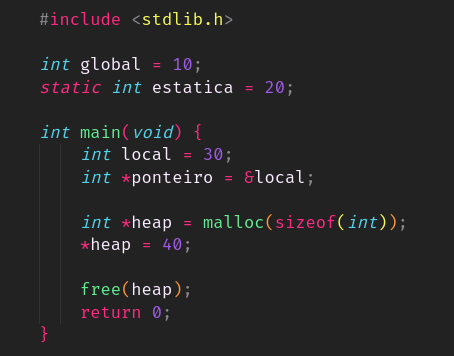 #include <stdlib.h>
int global = 10;
static int estatica = 20;
int main(void) {
int local = 30;
int *ponteiro = &local;
int *heap = malloc(sizeof(int));
*heap = 40;
free(heap);
return 0;
}